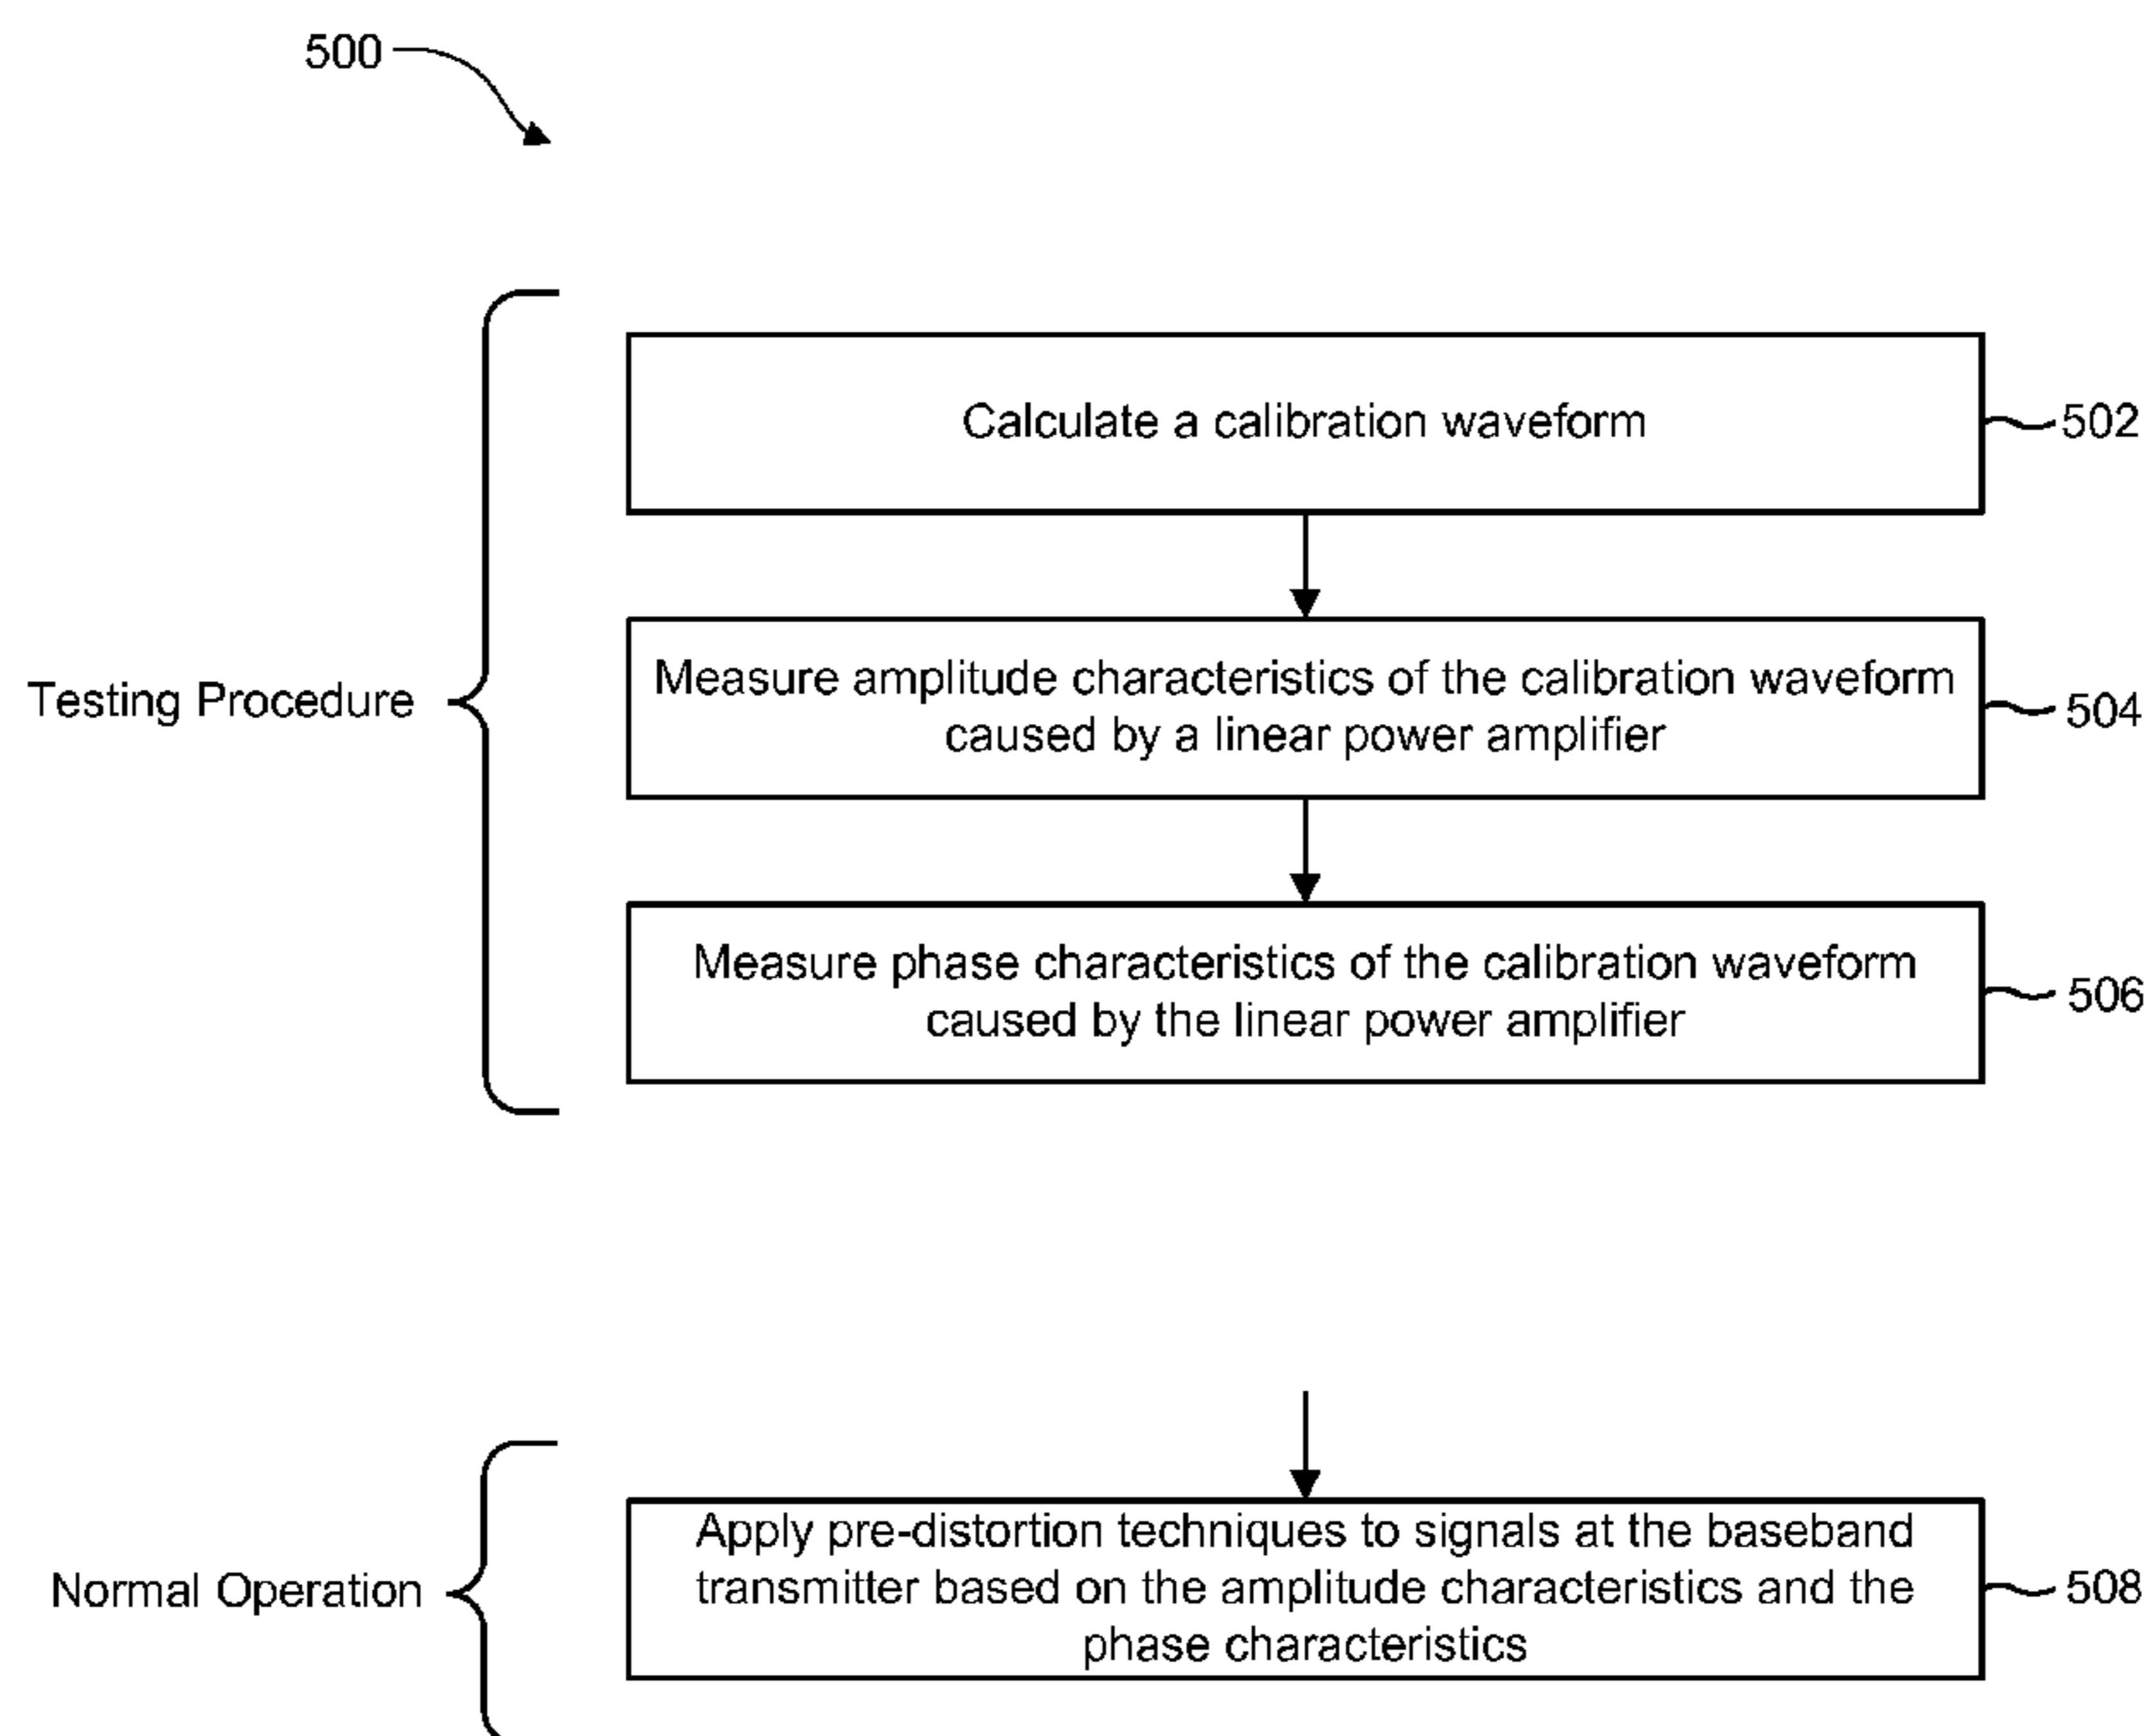 500
Calculate a calibration waveform
502
Testing Procedure
Measure amplitude characteristics of the calibration waveform
caused by a linear power amplifier
504
Measure phase characteristics of the calibration waveform
caused by the linear power amplifier
506
Normal Operation
Apply pre-distortion techniques to signals at the baseband
transmitter based on the amplitude characteristics and the
phase characteristics
508